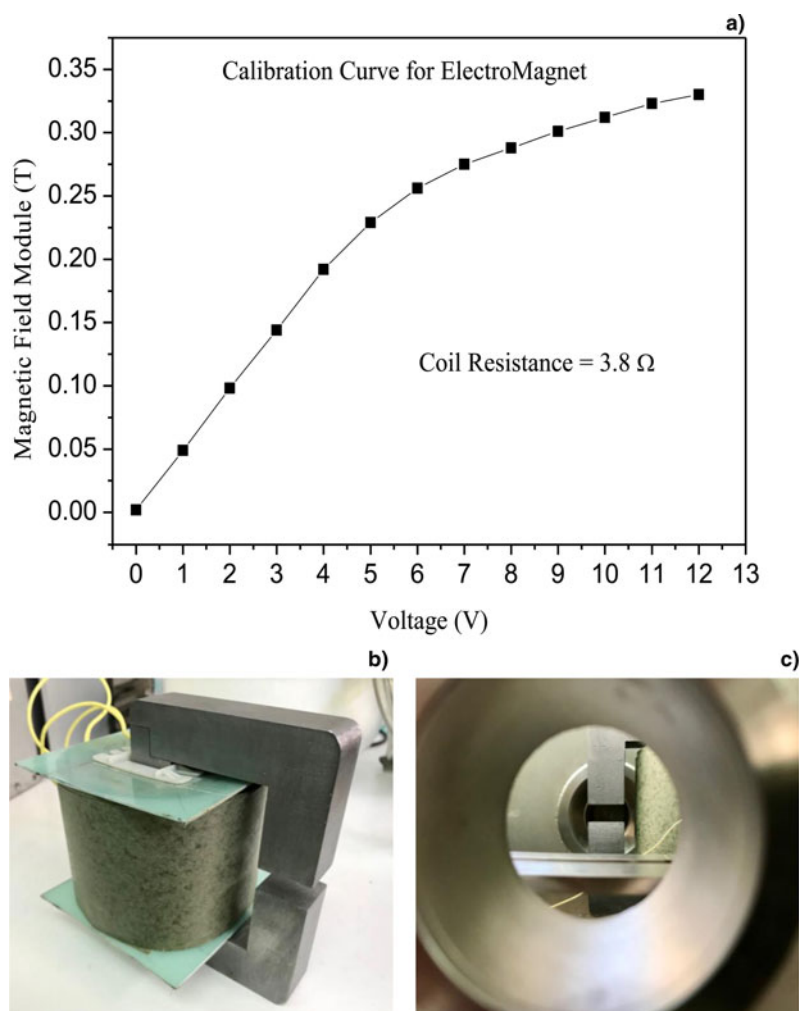 a)
Calibration Curve for ElectroMagnet
Magnetic Field Module (T)
0.35
0.30
0.25
0.20
0.15
0.10
0.05
0.00
Coil Resistance = 3.8 Ω
0 1 2 3 4 5 6 7 8 9 10 11 12 13
Voltage (V)
b)
c)